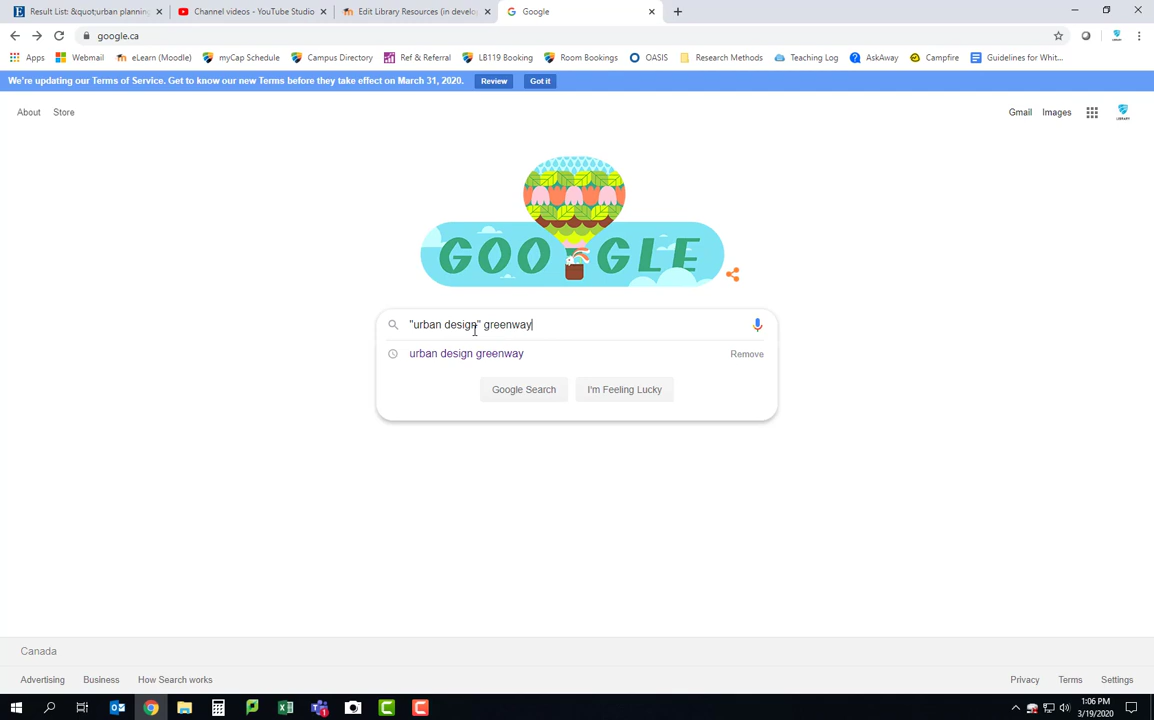 Result List: &quot;urban planning
Channel videos - YouTube Studio
Edit Library Resources (in develo
Google
google.ca
Apps
Webmail
eLearn (Moodle)
myCap Schedule
Campus Directory
Ref & Referral
LB119 Booking
Room Bookings
OASIS
Research Methods
Teaching Log
AskAway
Campfire
Guidelines for Whit...
We're updating our Terms of Service. Get to know our new Terms before they take effect on March 31, 2020.
Review
Got it
About
Store
Gmail
Images
LIBRARY
GOOGLE
"urban design" greenway
urban design greenway
Remove
Google Search
I'm Feeling Lucky
Canada
Advertising
Business
How Search works
Privacy
Terms
Settings
1:06 PM
3/19/2020